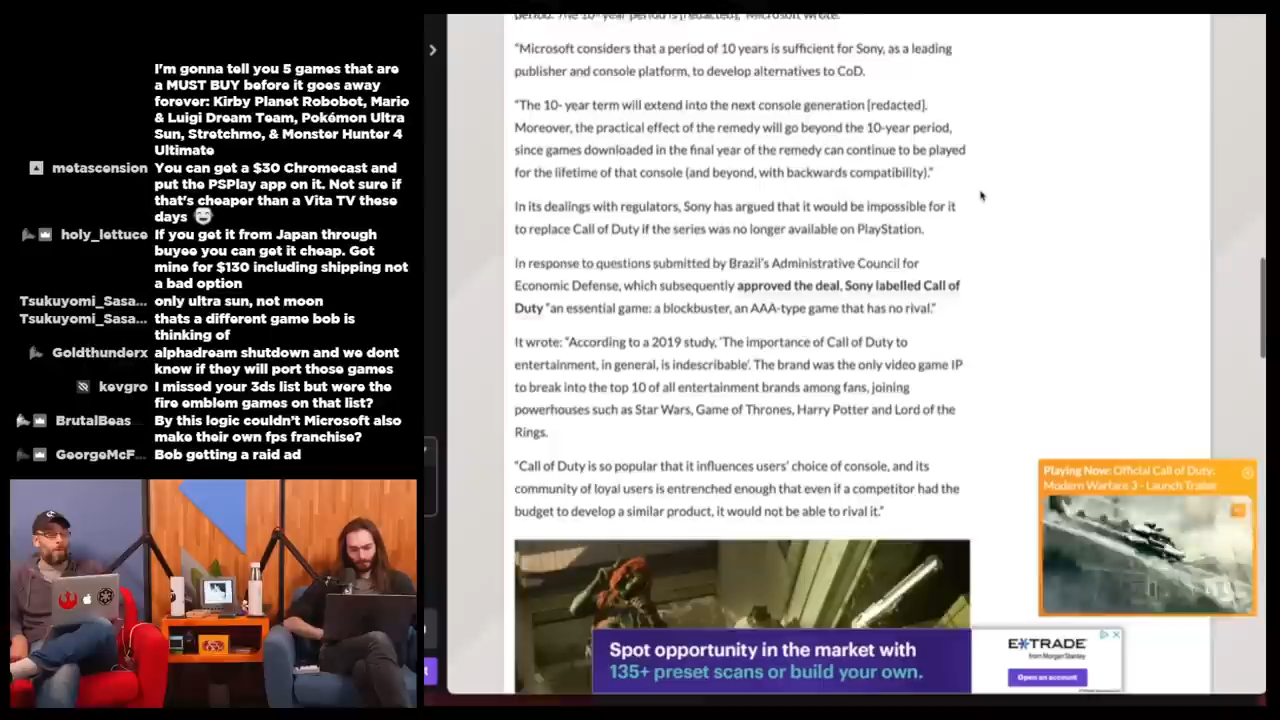 I'm gonna tell you 5 games that are
a MUST BUY before it goes away
forever: Kirby Planet Robobot, Mario
& Luigi Dream Team, Pokémon Ultra
Sun, Stretchmo, & Monster Hunter 4
Ultimate
metascension You can get a $30 Chromecast and
put the PSPlay app on it. Not sure if
that's cheaper than a Vita TV these
days
holy_lettuce If you get it from Japan through
buyee you can get it cheap. Got
mine for $130 including shipping not
a bad option
Tsukuyomi_Sasa... only ultra sun, not moon
Tsukuyomi_Sasa... thats a different game bob is
thinking of
Goldthunderx alphadream shutdown and we dont
know if they will port those games
kevgro I missed your 3ds list but were the
fire emblem games on that list?
BrutalBeas By this logic couldn't Microsoft also
make their own fps franchise?
GeorgeMcF... Bob getting a raid ad
period. The 10-year period is [redacted]," Microsoft wrote.
"Microsoft considers that a period of 10 years is sufficient for Sony, as a leading
publisher and console platform, to develop alternatives to CoD.
"The 10- year term will extend into the next console generation [redacted].
Moreover, the practical effect of the remedy will go beyond the 10-year period,
since games downloaded in the final year of the remedy can continue to be played
for the lifetime of that console (and beyond, with backwards compatibility)."
In its dealings with regulators, Sony has argued that it would be impossible for it
to replace Call of Duty if the series was no longer available on PlayStation.
In response to questions submitted by Brazil's Administrative Council for
Economic Defense, which subsequently approved the deal, Sony labelled Call of
Duty "an essential game: a blockbuster, an AAA-type game that has no rival."
It wrote: "According to a 2019 study, 'The importance of Call of Duty to
entertainment, in general, is indescribable'. The brand was the only video game IP
to break into the top 10 of all entertainment brands among fans, joining
powerhouses such as Star Wars, Game of Thrones, Harry Potter and Lord of the
Rings.
"Call of Duty is so popular that it influences users' choice of console, and its
community of loyal users is entrenched enough that even if a competitor had the
budget to develop a similar product, it would not be able to rival it."
Playing Now: Official Call of Duty:
Modern Warfare 3 - Launch Trailer
Spot opportunity in the market with
135+ preset scans or build your own.
E*TRADE
from Morgan Stanley
Open an account